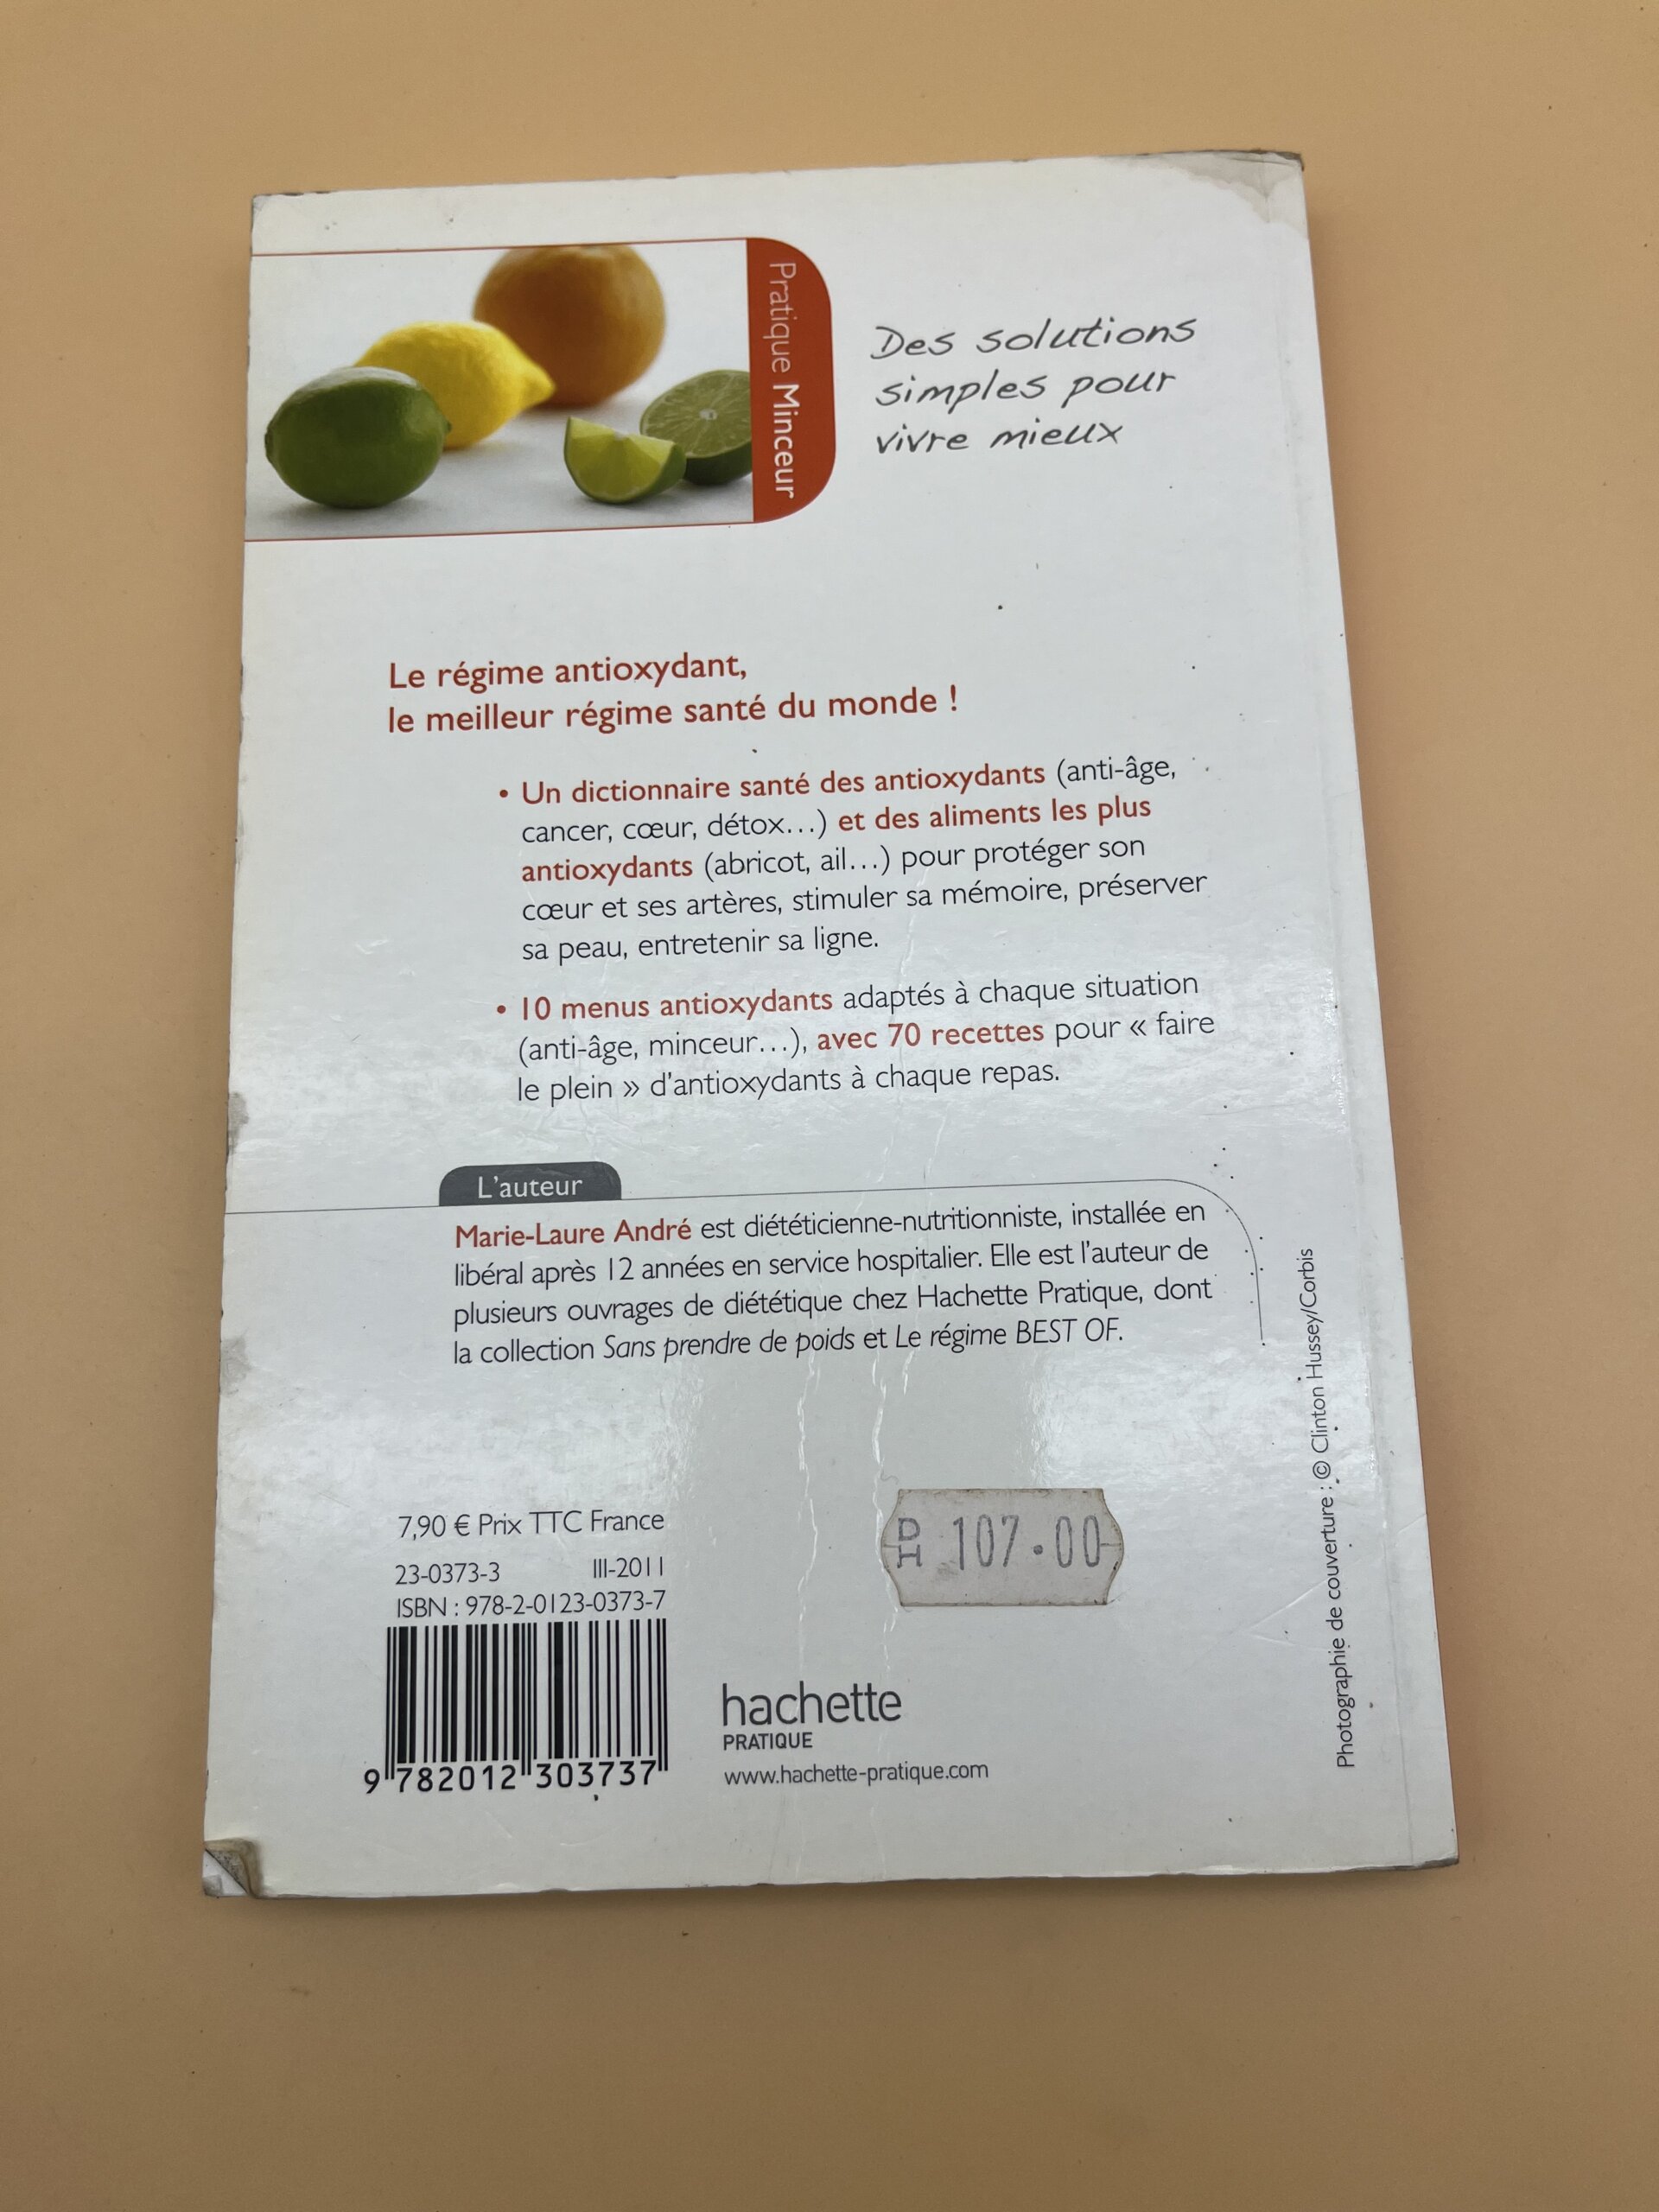 Pratique Minceur
Des solutions
simples pour
vivre mieux
Le régime antioxydant,
le meilleur régime santé du monde !
• Un dictionnaire santé des antioxydants (anti-âge,
cancer, cœur, détox...) et des aliments les plus
antioxydants (abricot, ail...) pour protéger son
cœur et ses artères, stimuler sa mémoire, préserver
sa peau, entretenir sa ligne.
• 10 menus antioxydants adaptés à chaque situation
(anti-âge, minceur...), avec 70 recettes pour « faire
le plein » d'antioxydants à chaque repas.
L'auteur
Marie-Laure André est diététicienne-nutritionniste, installée en
libéral après 12 années en service hospitalier. Elle est l'auteur de
plusieurs ouvrages de diététique chez Hachette Pratique, dont
la collection Sans prendre de poids et Le régime BEST OF.
7,90 € Prix TTC France
23-0373-3 III-2011
ISBN : 978-2-0123-0373-7
9 782012 303737
DH 107.00
hachette
PRATIQUE
www.hachette-pratique.com
Photographie de couverture : © Clinton Hussey/Corbis